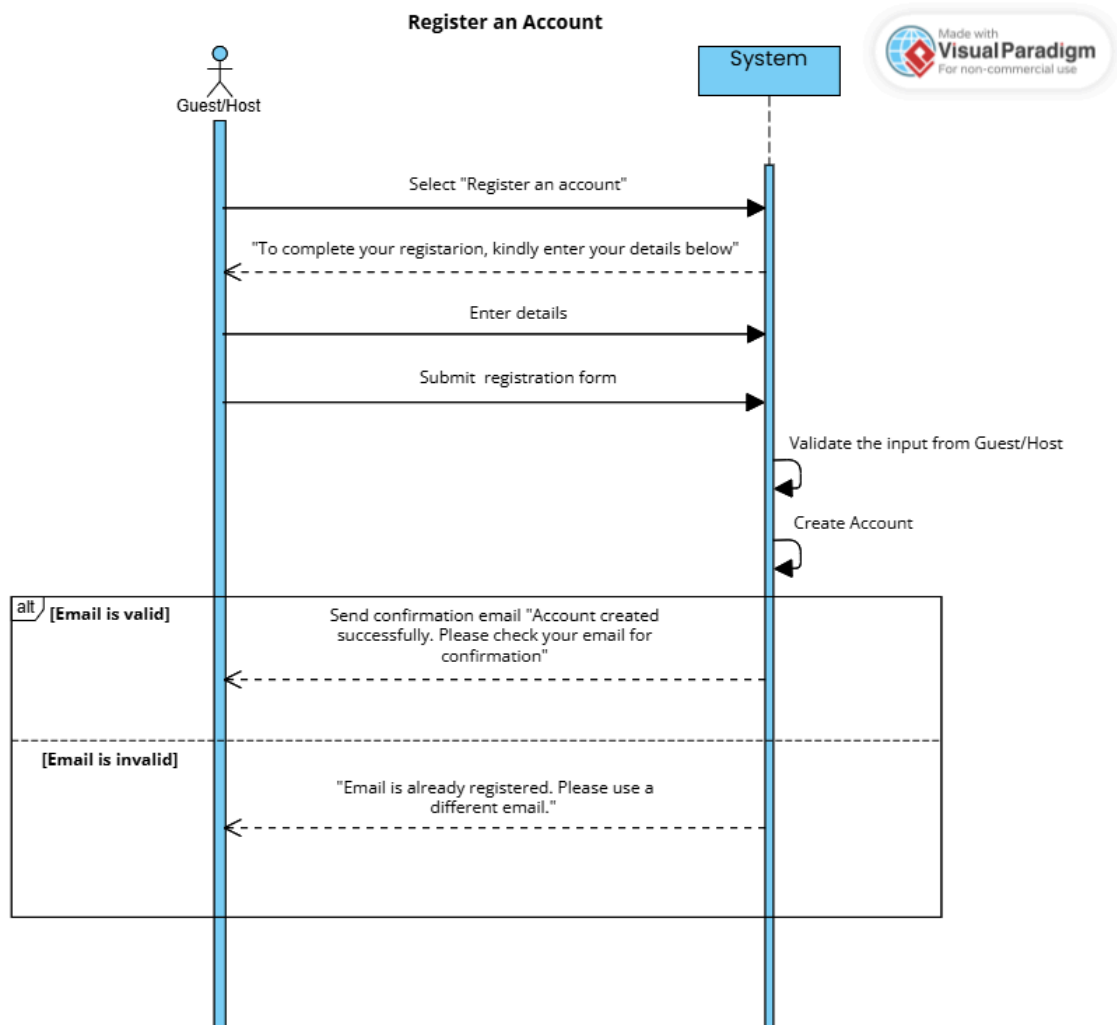 Register an Account
Made with
Visual Paradigm
For non-commercial use
System
Guest/Host
Select "Register an account"
"To complete your registarion, kindly enter your details below"
Enter details
Submit  registration form
Validate the input from Guest/Host
Create Account
alt
[Email is valid]
Send confirmation email "Account created
successfully. Please check your email for
confirmation"
[Email is invalid]
"Email is already registered. Please use a
different email."